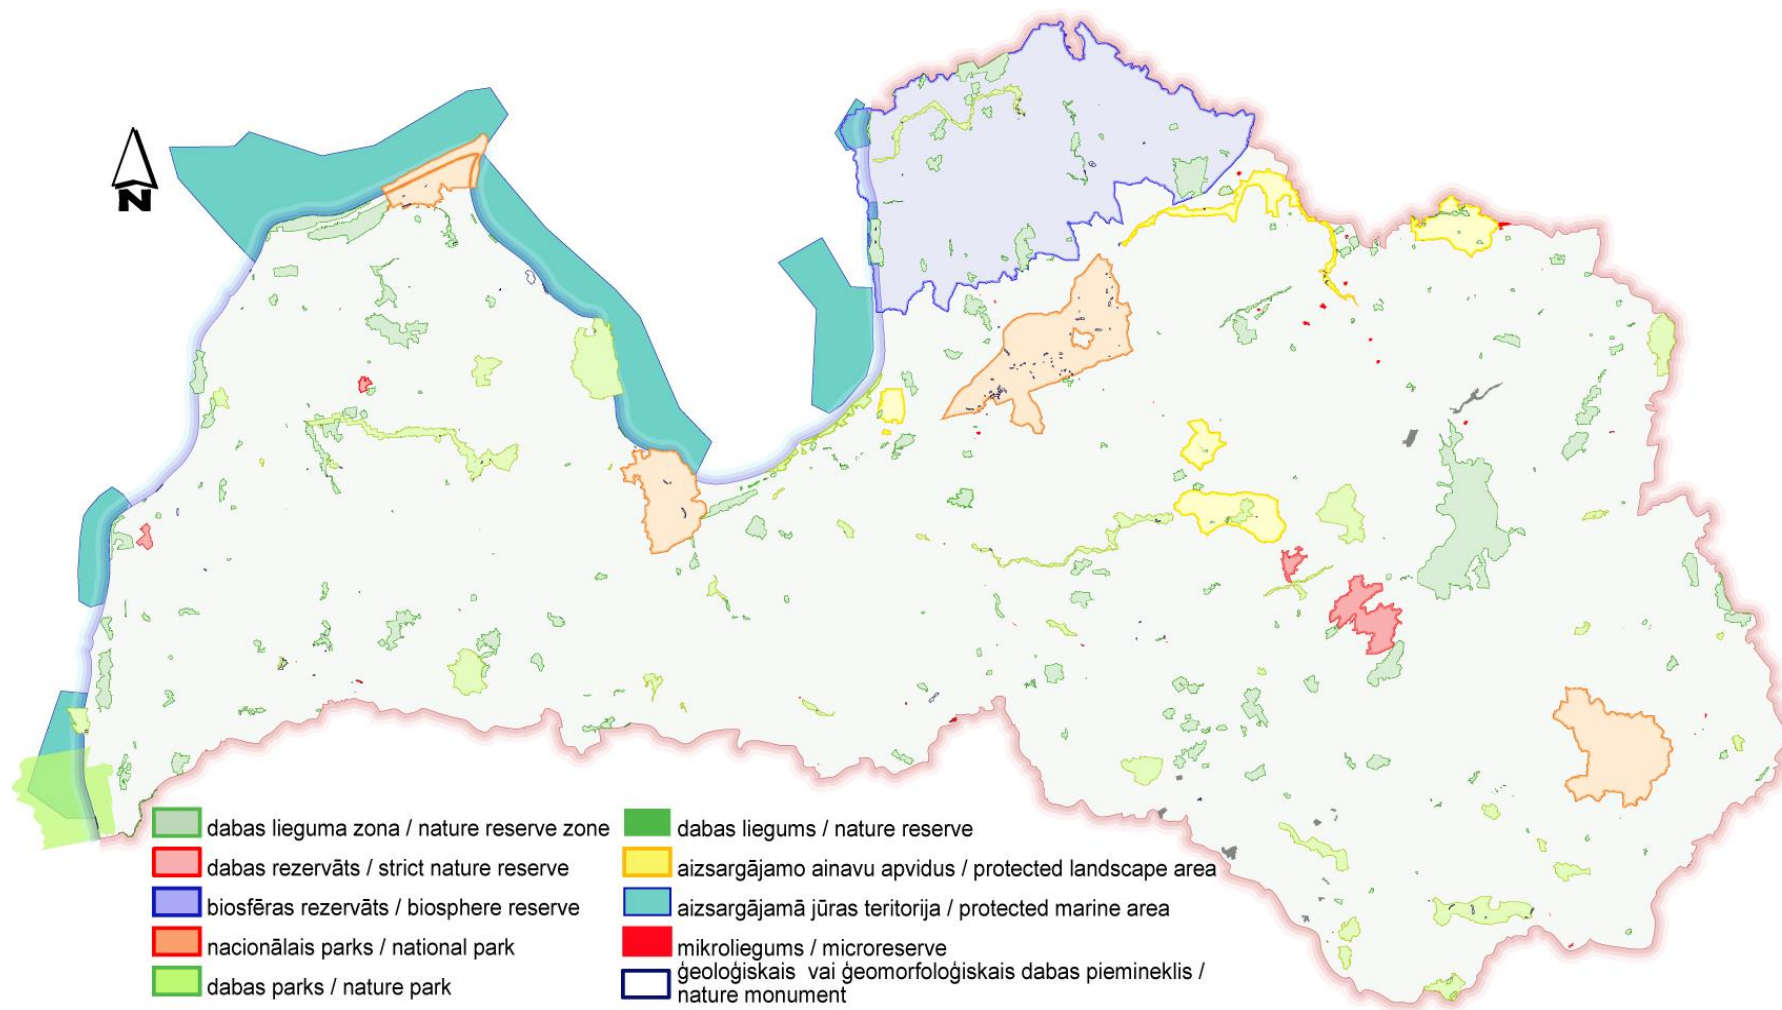 N
dabas lieguma zona / nature reserve zone
dabas rezervāts / strict nature reserve
biosfēras rezervāts / biosphere reserve
nacionālais parks / national park
dabas parks / nature park
dabas liegums / nature reserve
aizsargājamo ainavu apvidus / protected landscape area
aizsargājamā jūras teritorija / protected marine area
mikroliegums / microreserve
ģeoloģiskais vai ģeomorfoloģiskais dabas piemineklis /
nature monument